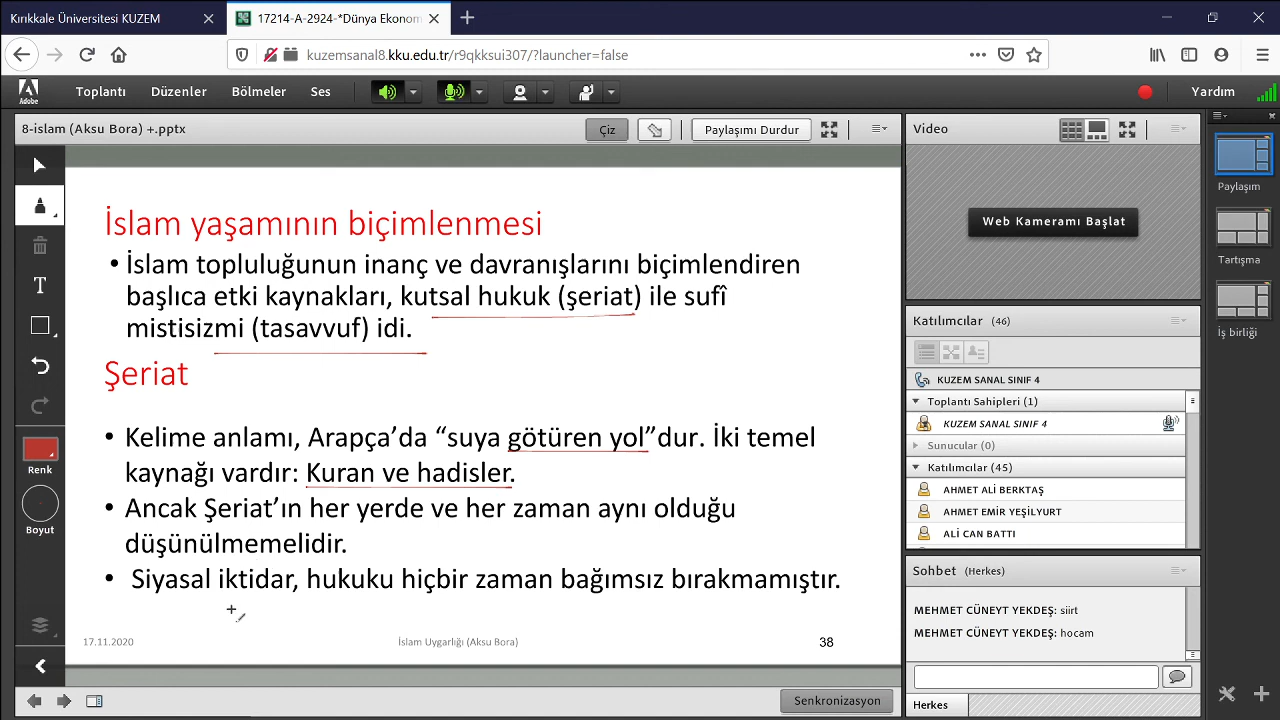 Kırıkkale Üniversitesi KUZEM
17214-A-2924-*Dünya Ekonom
kuzemsanal8.kku.edu.tr/r9qkksui307/?launcher=false
Adobe
Toplantı Düzenler Bölmeler Ses Yardım
8-islam (Aksu Bora) +.pptx
Çiz
Paylaşımı Durdur
İslam yaşamının biçimlenmesi
• İslam topluluğunun inanç ve davranışlarını biçimlendiren
başlıca etki kaynakları, kutsal hukuk (şeriat) ile sufî
mistisizmi (tasavvuf) idi.
Şeriat
• Kelime anlamı, Arapça’da “suya götüren yol”dur. İki temel
kaynağı vardır: Kuran ve hadisler.
• Ancak Şeriat’ın her yerde ve her zaman aynı olduğu
düşünülmemelidir.
• Siyasal iktidar, hukuku hiçbir zaman bağımsız bırakmamıştır.
17.11.2020 İslam Uygarlığı (Aksu Bora) 38
T
Renk
Boyut
Senkronizasyon
Video
Web Kameramı Başlat
Katılımcılar (46)
KUZEM SANAL SINIF 4
Toplantı Sahipleri (1)
KUZEM SANAL SINIF 4
Sunucular (0)
Katılımcılar (45)
AHMET ALİ BERKTAŞ
AHMET EMIR YEŞİLYURT
ALİ CAN BATTI
Sohbet (Herkes)
MEHMET CÜNEYT YEKDEŞ: siirt
MEHMET CÜNEYT YEKDEŞ: hocam
Herkes
Paylaşım
Tartışma
İş birliği